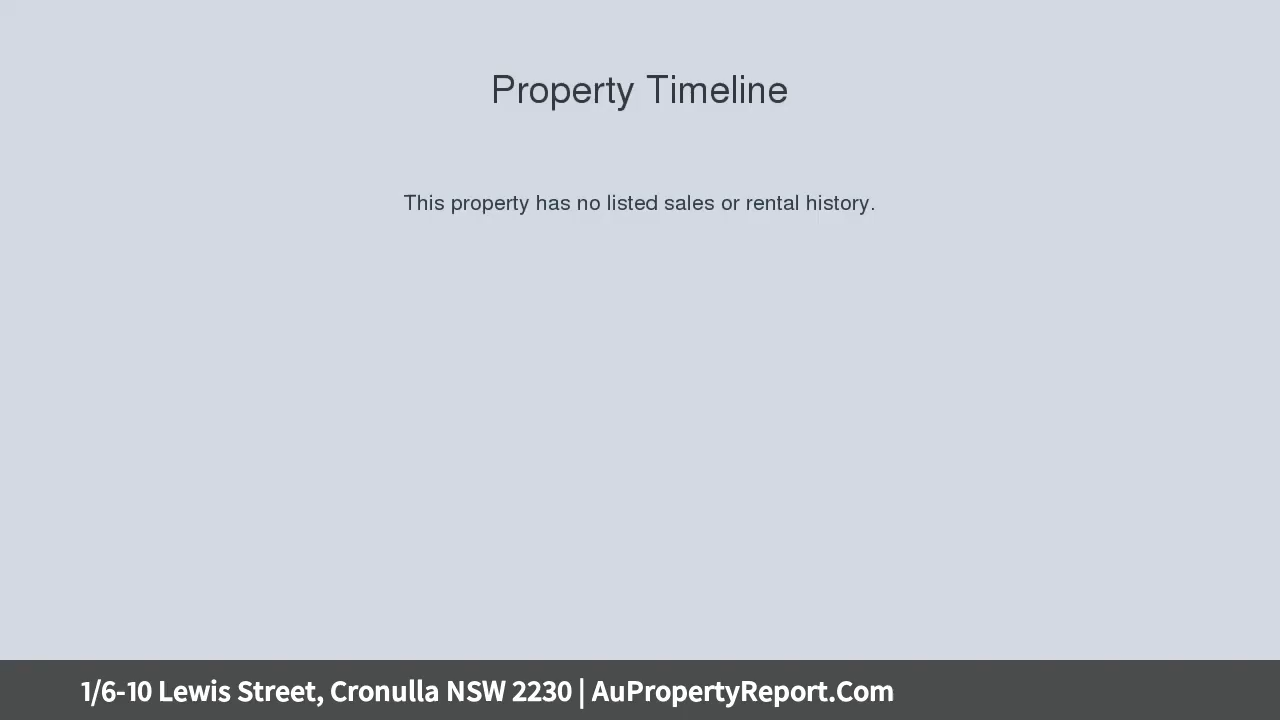 Property Timeline
This property has no listed sales or rental history.
1/6-10 Lewis Street, Cronulla NSW 2230 | AuPropertyReport.Com